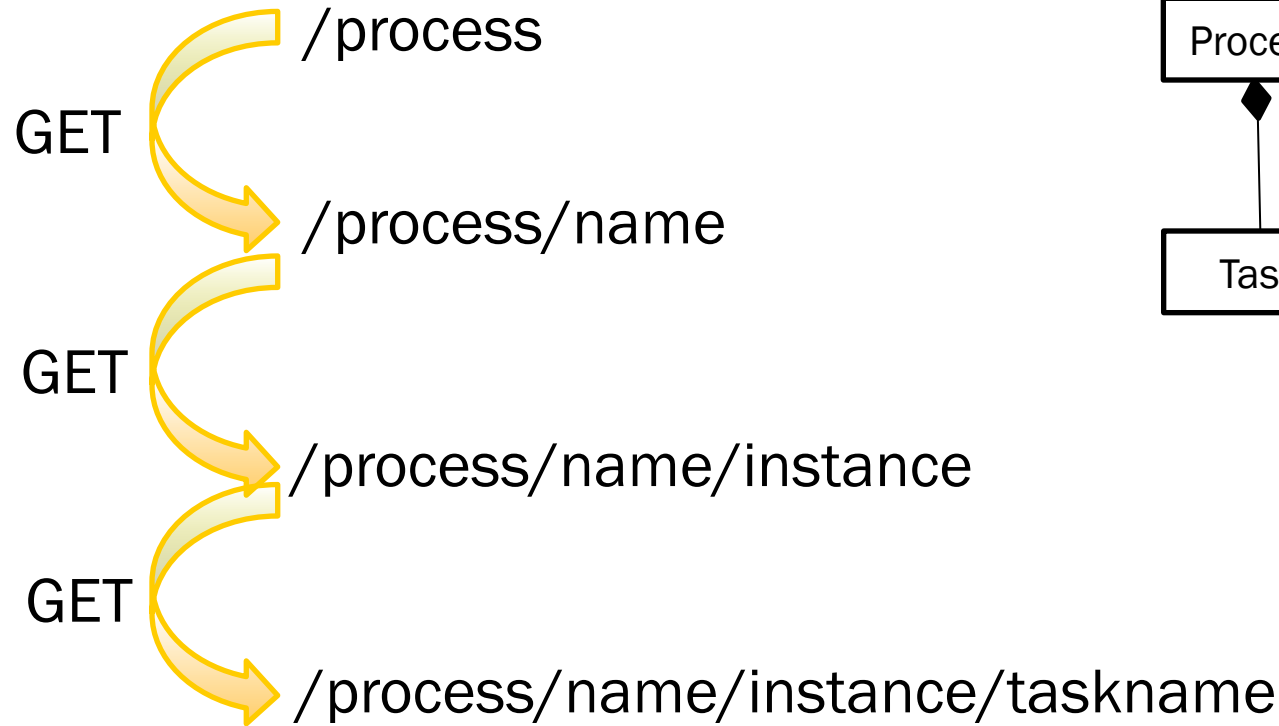 /process
GET
/process/name
GET
/process/name/instance
GET
/process/name/instance/taskname